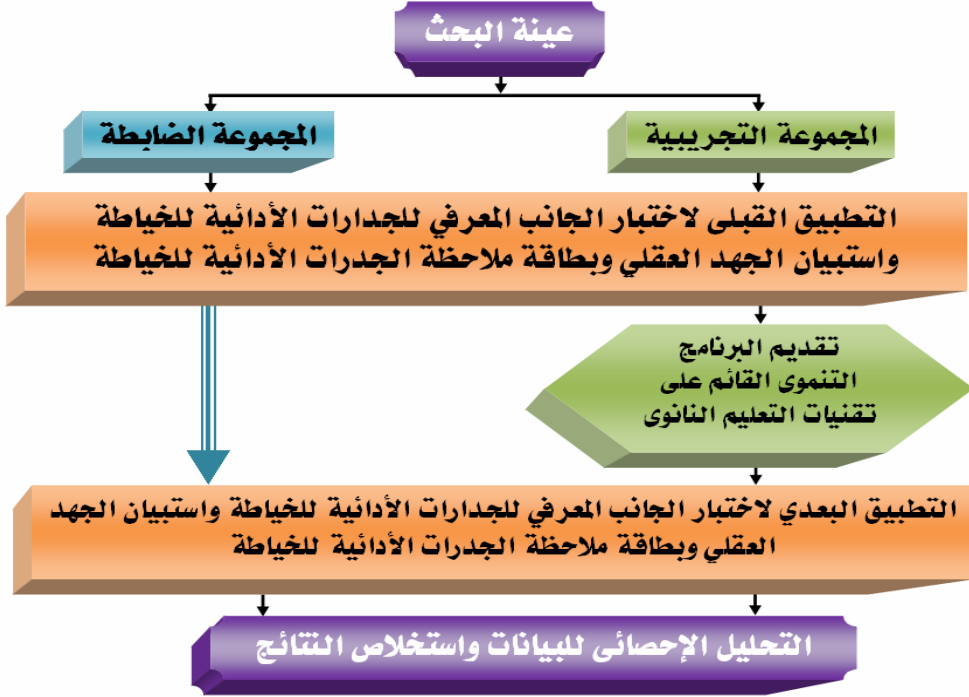 عينة البحث
المجموعة التجريبية
المجموعة الضابطة
التطبيق القبلى لاختبار الجانب المعرفي للجدارات الأدائية للخياطة
واستبيان الجهد العقلي وبطاقة ملاحظة الجدرات الأدائية للخياطة
تقديم البرنامج
التنموى القائم على
تقنيات التعليم النانوى
التطبيق البعدي لاختبار الجانب المعرفي للجدارات الأدائية للخياطة واستبيان الجهد
العقلي وبطاقة ملاحظة الجدرات الأدائية للخياطة
التحليل الإحصائى للبيانات واستخلاص النتائج